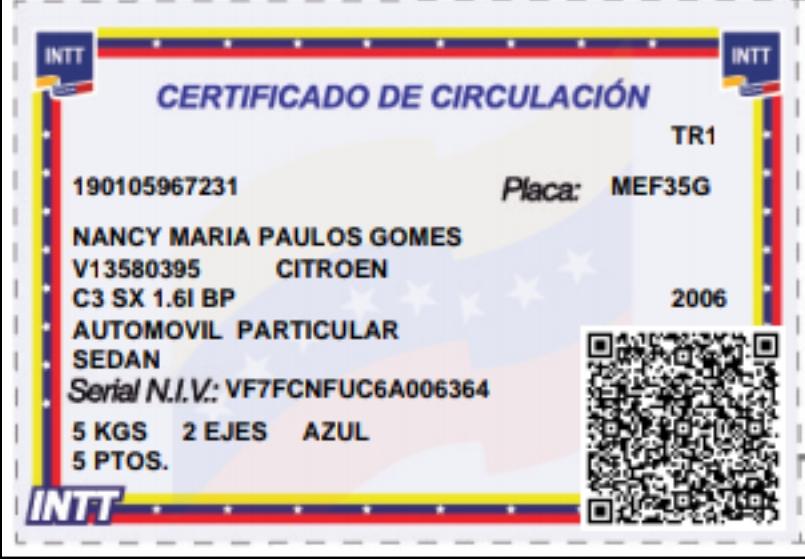 INTT
INTT
CERTIFICADO DE CIRCULACIÓN
TR1
190105967231 Placa: MEF35G
NANCY MARIA PAULOS GOMES
V13580395 CITROEN
C3 SX 1.6I BP 2006
AUTOMOVIL PARTICULAR
SEDAN
Serial N.I.V.: VF7FCNFUC6A006364
5 KGS 2 EJES AZUL
5 PTOS.
INTT